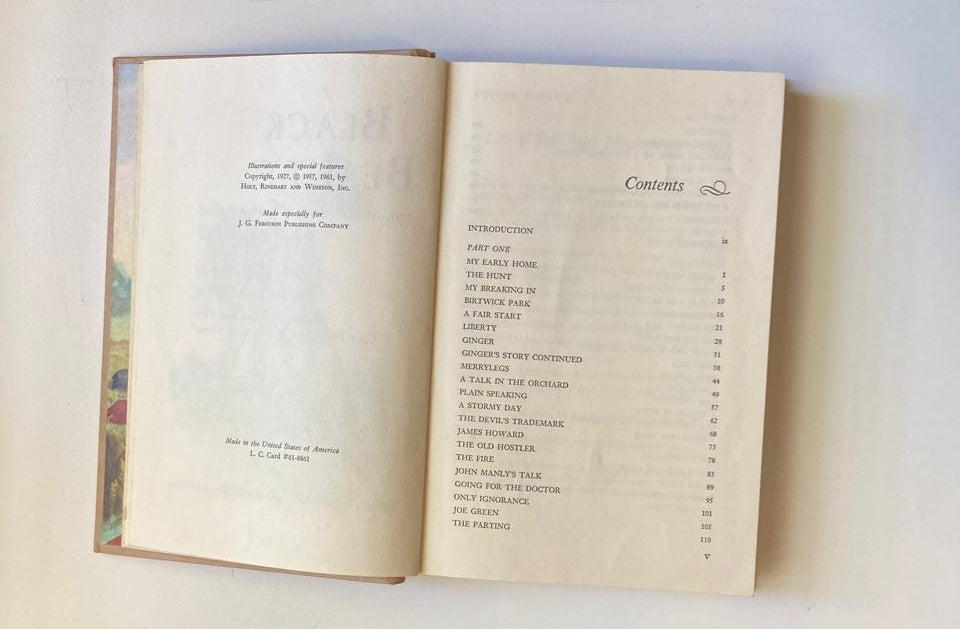 Illustrations and special features
Copyright, 1927, © 1957, 1961, by
Holt, Rinehart and Winston, Inc.
Made especially for
J. G. Ferguson Publishing Company
Made in the United States of America
L. C. Card #61-8861
Contents
INTRODUCTION ix
PART ONE
MY EARLY HOME 1
THE HUNT 5
MY BREAKING IN 10
BIRTWICK PARK 16
A FAIR START 21
LIBERTY 28
GINGER 31
GINGER'S STORY CONTINUED 38
MERRYLEGS 44
A TALK IN THE ORCHARD 49
PLAIN SPEAKING 57
A STORMY DAY 62
THE DEVIL'S TRADEMARK 68
JAMES HOWARD 73
THE OLD HOSTLER 78
THE FIRE 83
JOHN MANLY'S TALK 89
GOING FOR THE DOCTOR 95
ONLY IGNORANCE 101
JOE GREEN 105
THE PARTING 110
V